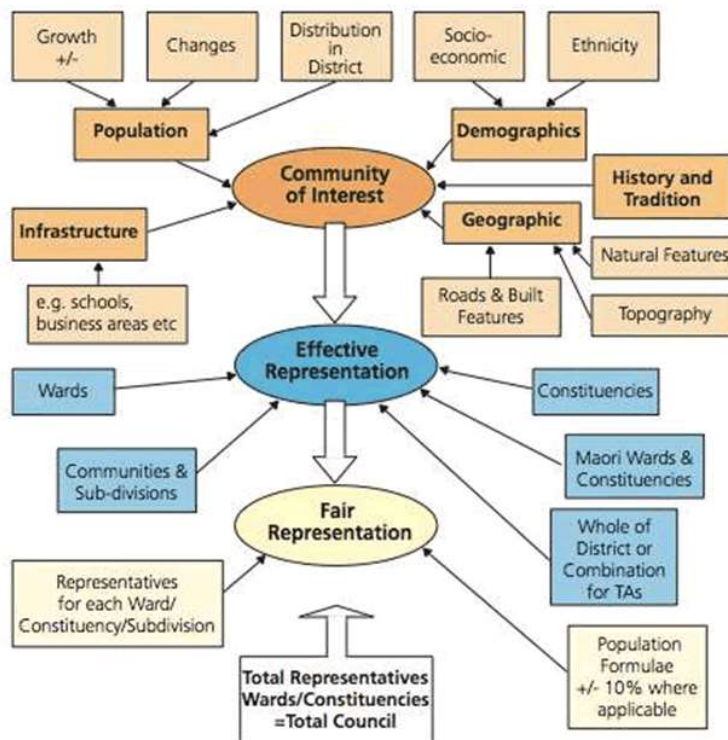 Growth
+/-
Changes
Distribution
in
District
Socio-
economic
Ethnicity
Population
Demographics
Community
of Interest
History and
Tradition
Infrastructure
Geographic
Natural Features
e.g. schools,
business areas etc
Roads & Built
Features
Topography
Effective
Representation
Wards
Constituencies
Communities &
Sub-divisions
Maori Wards &
Constituencies
Fair
Representation
Whole of
District or
Combination
for TAs
Representatives
for each Ward/
Constituency/Subdivision
Population
Formulae
+/- 10% where
applicable
Total Representatives
Wards/Constituencies
=Total Council